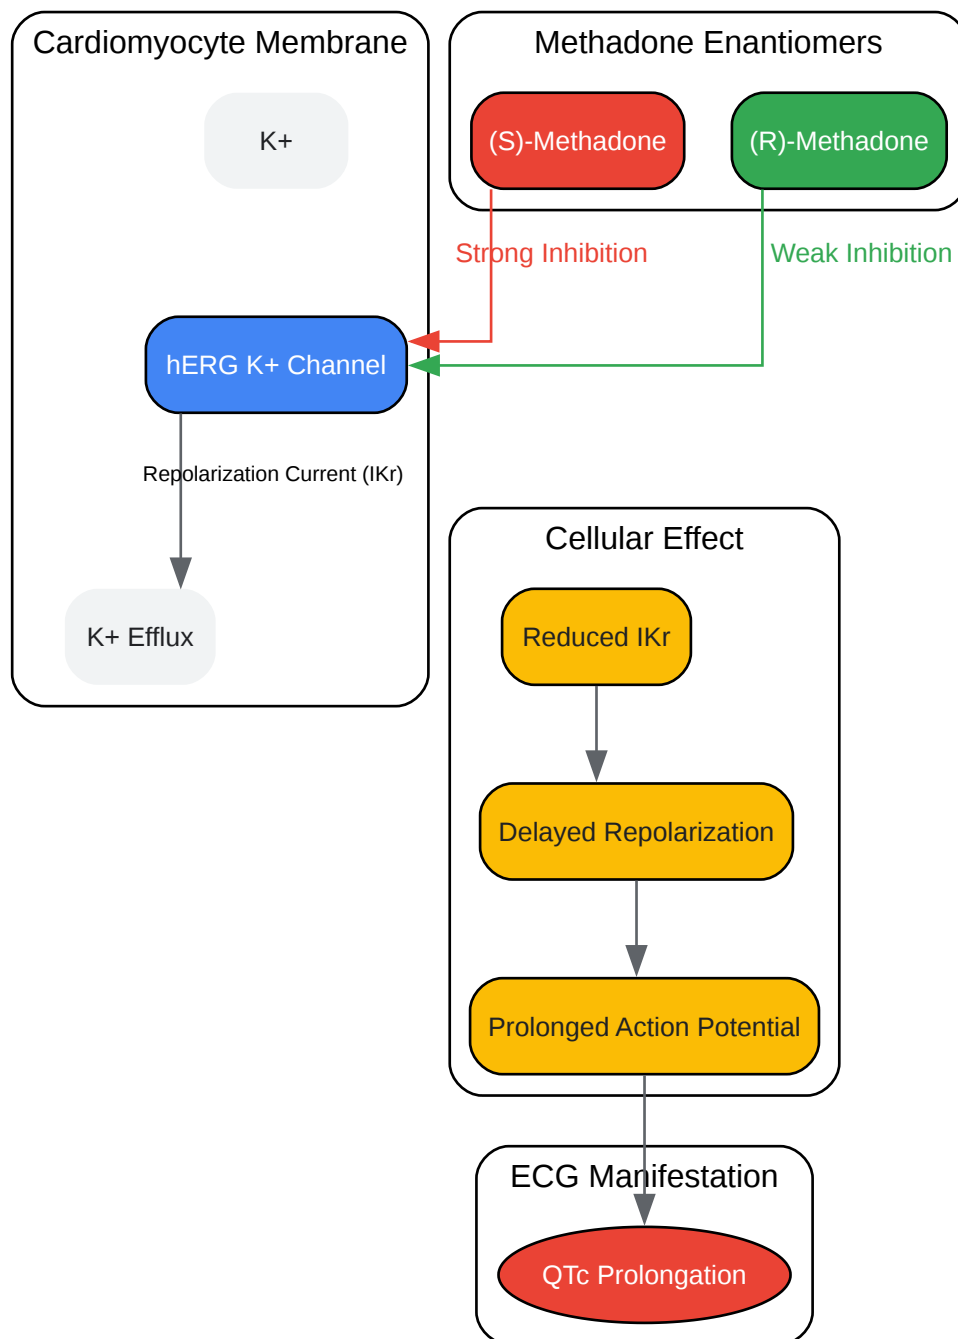 Cardiomyocyte Membrane
Methadone Enantiomers
K+
(S)-Methadone
(R)-Methadone
Strong Inhibition
Weak Inhibition
hERG K+ Channel
Repolarization Current (IKr)
K+ Efflux
Cellular Effect
Reduced IKr
Delayed Repolarization
Prolonged Action Potential
ECG Manifestation
QTc Prolongation